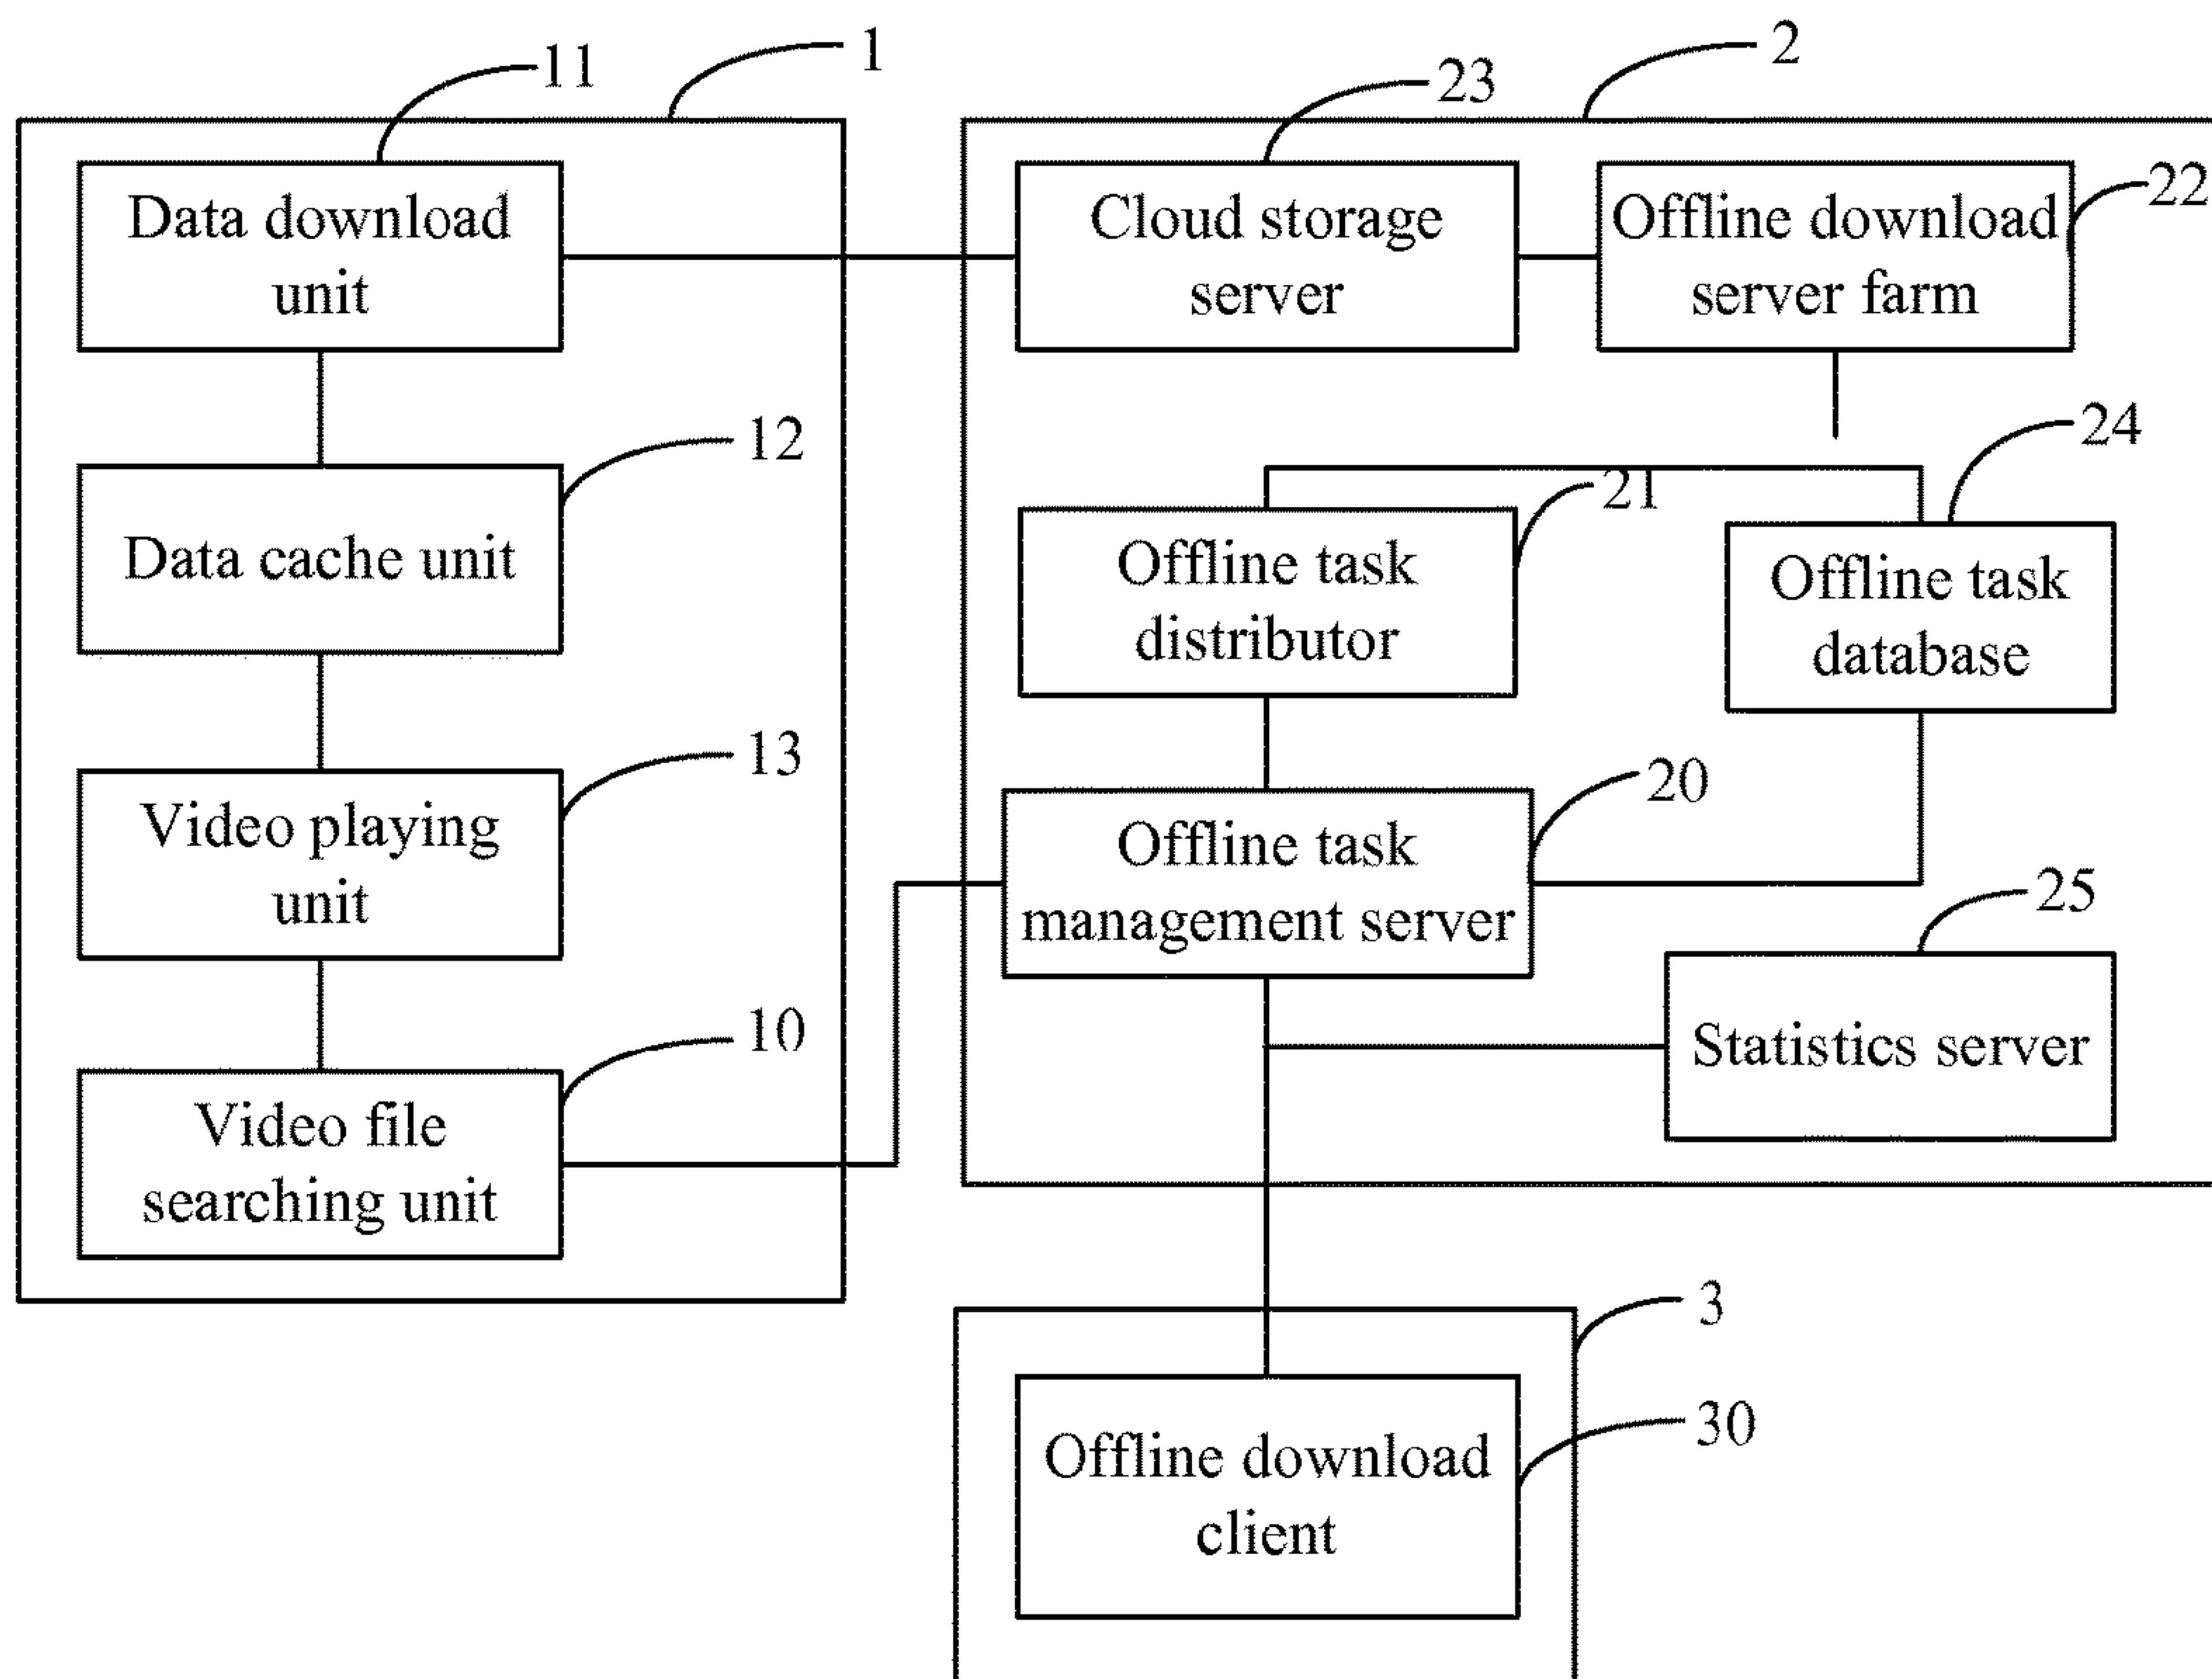 1
11
Data download
unit
12
Data cache unit
13
Video playing
unit
10
Video file
searching unit
2
23
Cloud storage
server
22
Offline download
server farm
21
Offline task
distributor
24
Offline task
database
20
Offline task
management server
25
Statistics server
3
30
Offline download
client